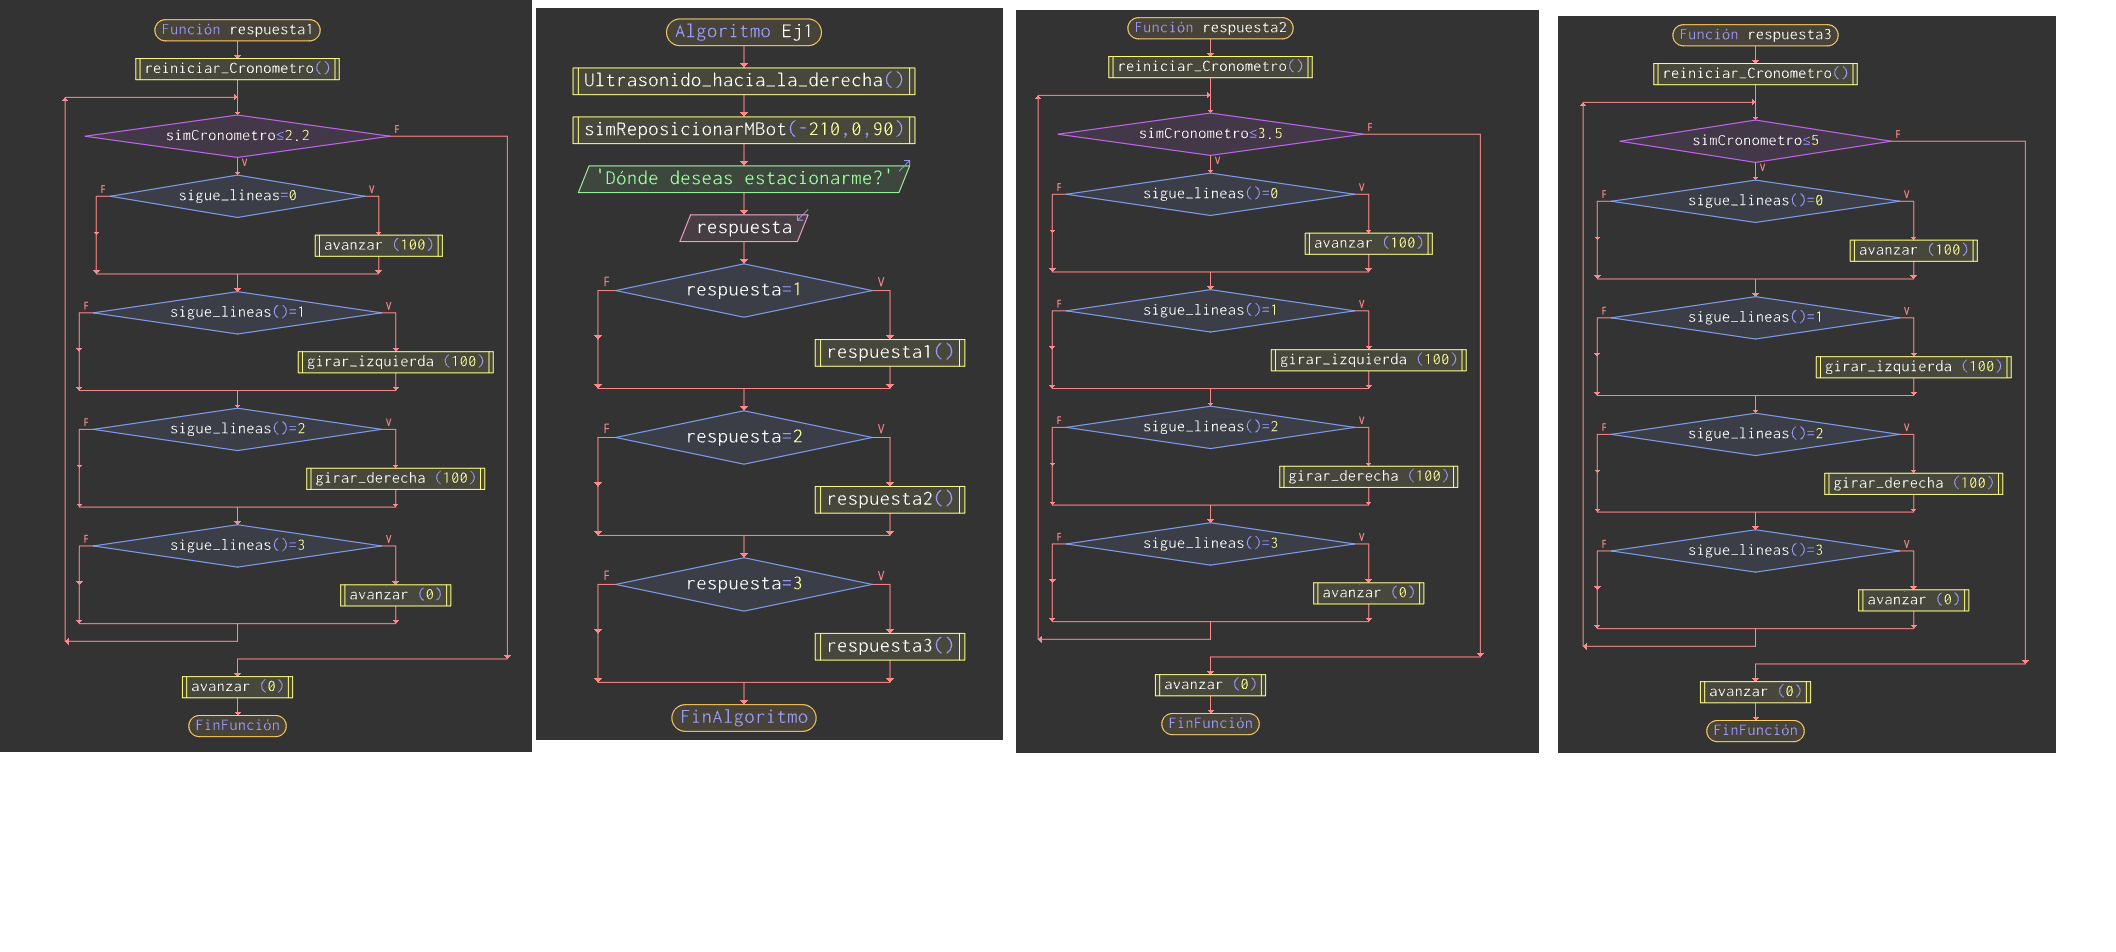 Función respuesta1
reiniciar_Cronometro()
simCronometro≤2.2
F
V
sigue_lineas=0
F
V
avanzar (100)
sigue_lineas()=1
F
V
girar_izquierda (100)
sigue_lineas()=2
F
V
girar_derecha (100)
sigue_lineas()=3
F
V
avanzar (0)
avanzar (0)
FinFunción
Algoritmo Ej1
Ultrasonido_hacia_la_derecha()
simReposicionarMBot(-210,0,90)
'Dónde deseas estacionarme?'
respuesta
respuesta=1
F
V
respuesta1()
respuesta=2
F
V
respuesta2()
respuesta=3
F
V
respuesta3()
FinAlgoritmo
Función respuesta2
reiniciar_Cronometro()
simCronometro≤3.5
F
V
sigue_lineas()=0
F
V
avanzar (100)
sigue_lineas()=1
F
V
girar_izquierda (100)
sigue_lineas()=2
F
V
girar_derecha (100)
sigue_lineas()=3
F
V
avanzar (0)
avanzar (0)
FinFunción
Función respuesta3
reiniciar_Cronometro()
simCronometro≤5
F
V
sigue_lineas()=0
F
V
avanzar (100)
sigue_lineas()=1
F
V
girar_izquierda (100)
sigue_lineas()=2
F
V
girar_derecha (100)
sigue_lineas()=3
F
V
avanzar (0)
avanzar (0)
FinFunción